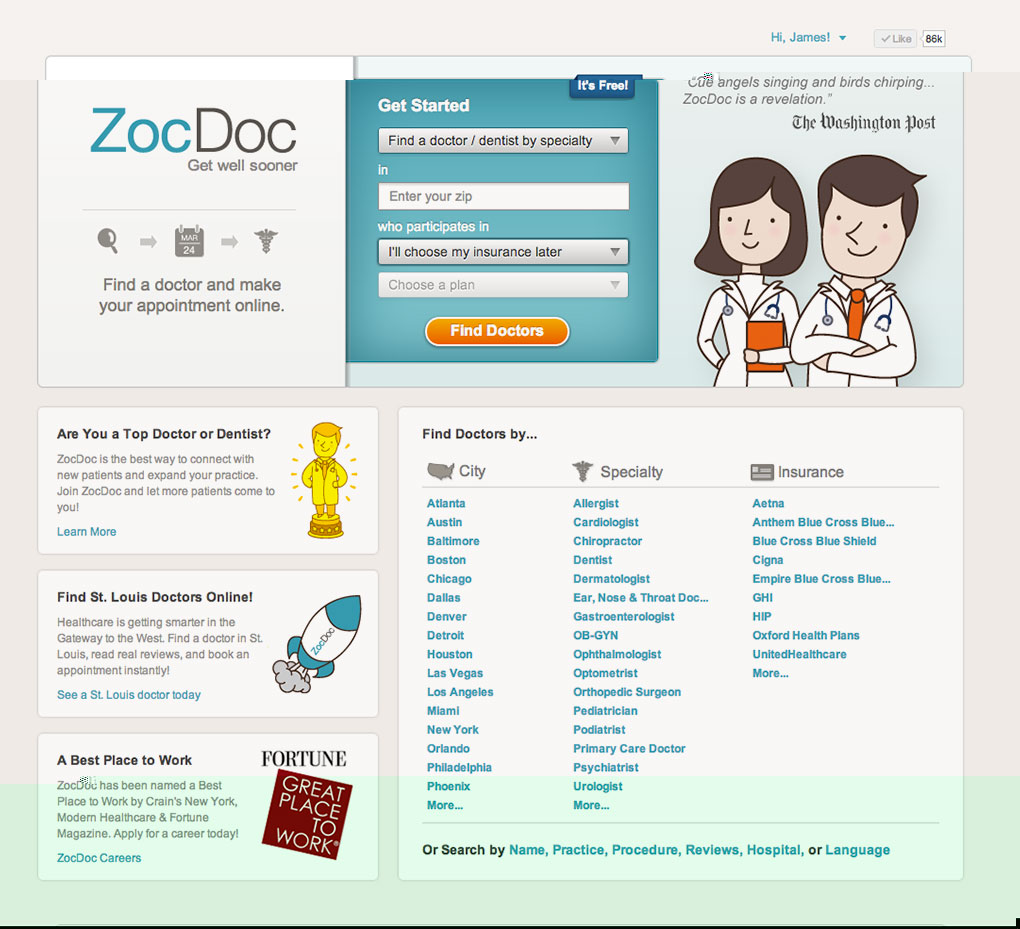 Hi, James!
Like
86k
ZocDoc
Get well sooner
MAR
24
Find a doctor and make
your appointment online.
It's Free!
Get Started
Find a doctor / dentist by specialty
in
Enter your zip
who participates in
I'll choose my insurance later
Choose a plan
Find Doctors
"Cue angels singing and birds chirping...
ZocDoc is a revelation."
The Washington Post
Are You a Top Doctor or Dentist?
ZocDoc is the best way to connect with
new patients and expand your practice.
Join ZocDoc and let more patients come to
you!
Learn More
Find St. Louis Doctors Online!
Healthcare is getting smarter in the
Gateway to the West. Find a doctor in St.
Louis, read real reviews, and book an
appointment instantly!
See a St. Louis doctor today
ZocDoc
A Best Place to Work
ZocDoc has been named a Best
Place to Work by Crain's New York,
Modern Healthcare & Fortune
Magazine. Apply for a career today!
ZocDoc Careers
FORTUNE
GREAT
PLACE
TO
WORK®
Find Doctors by...
City
Atlanta
Austin
Baltimore
Boston
Chicago
Dallas
Denver
Detroit
Houston
Las Vegas
Los Angeles
Miami
New York
Orlando
Philadelphia
Phoenix
More...
Specialty
Allergist
Cardiologist
Chiropractor
Dentist
Dermatologist
Ear, Nose & Throat Doc...
Gastroenterologist
OB-GYN
Ophthalmologist
Optometrist
Orthopedic Surgeon
Pediatrician
Podiatrist
Primary Care Doctor
Psychiatrist
Urologist
More...
Insurance
Aetna
Anthem Blue Cross Blue...
Blue Cross Blue Shield
Cigna
Empire Blue Cross Blue...
GHI
HIP
Oxford Health Plans
UnitedHealthcare
More...
Or Search by Name, Practice, Procedure, Reviews, Hospital, or Language